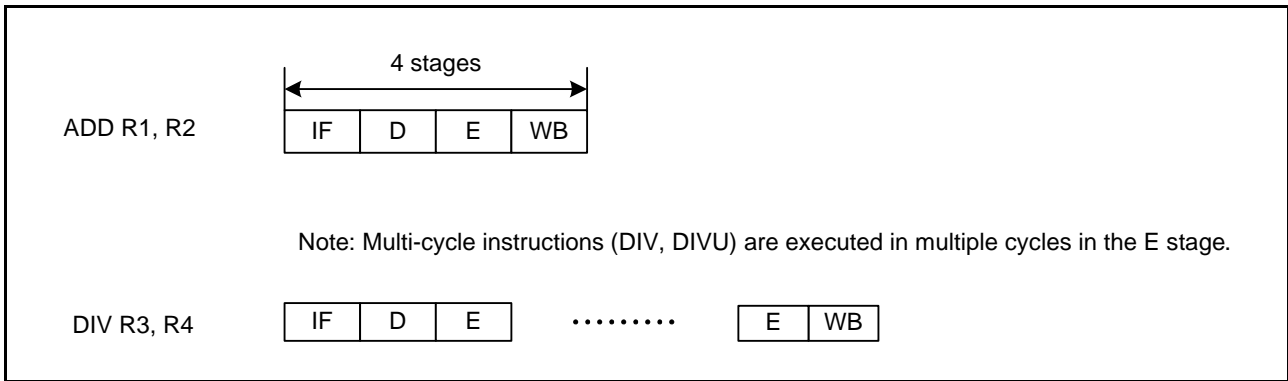 4 stages
ADD R1, R2 IF D E WB
Note: Multi-cycle instructions (DIV, DIVU) are executed in multiple cycles in the E stage.
DIV R3, R4 IF D E ········· E WB